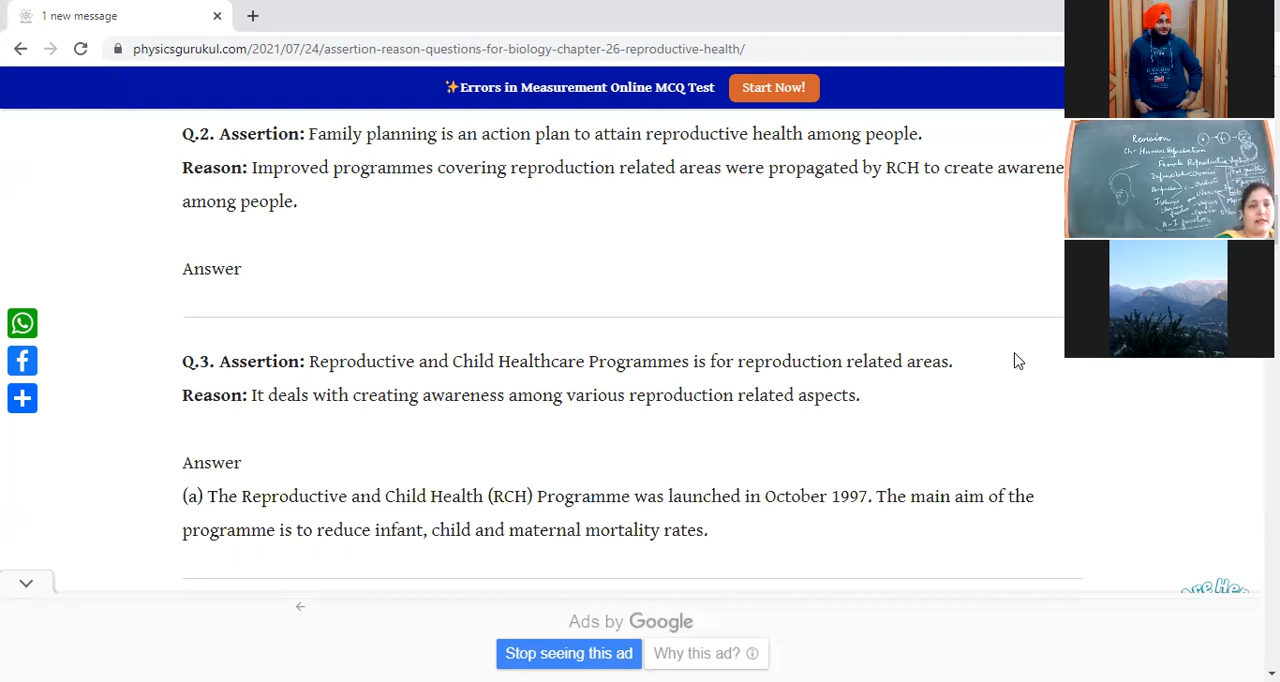 1 new message
physicsgurukul.com/2021/07/24/assertion-reason-questions-for-biology-chapter-26-reproductive-health/
✨Errors in Measurement Online MCQ Test Start Now!
Q.2. Assertion: Family planning is an action plan to attain reproductive health among people.
Reason: Improved programmes covering reproduction related areas were propagated by RCH to create awarene
among people.
Answer
Q.3. Assertion: Reproductive and Child Healthcare Programmes is for reproduction related areas.
Reason: It deals with creating awareness among various reproduction related aspects.
Answer
(a) The Reproductive and Child Health (RCH) Programme was launched in October 1997. The main aim of the
programme is to reduce infant, child and maternal mortality rates.
Ads by Google
Stop seeing this ad Why this ad?
Revision
Ch- Human Reproduction
Female Reproductive